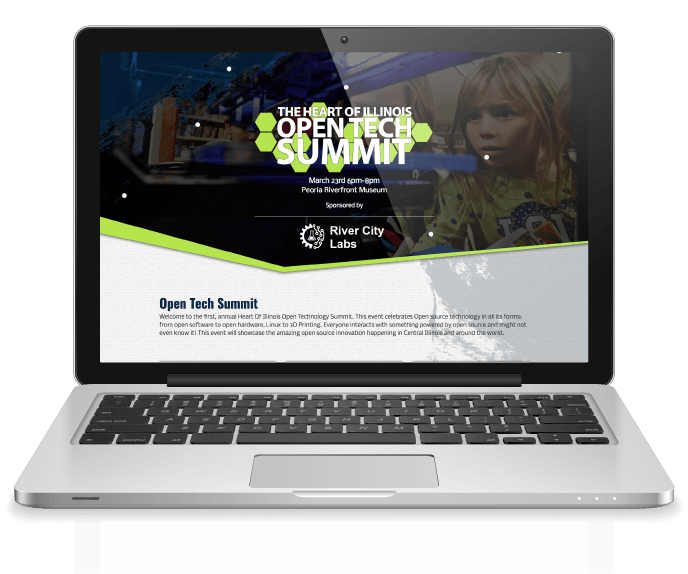 THE HEART OF ILLINOIS
OPEN TECH
SUMMIT
March 23rd 6pm-8pm
Peoria Riverfront Museum
Sponsored by
River City
Labs
Open Tech Summit
Welcome to the first, annual Heart Of Illinois Open Technology Summit. This event celebrates Open source technology in all its forms:
from open software to open hardware, Linux to 3D Printing. Everyone interacts with something powered by open source and might not
even know it! This event will showcase the amazing open source innovation happening in Central Illinois and around the world.